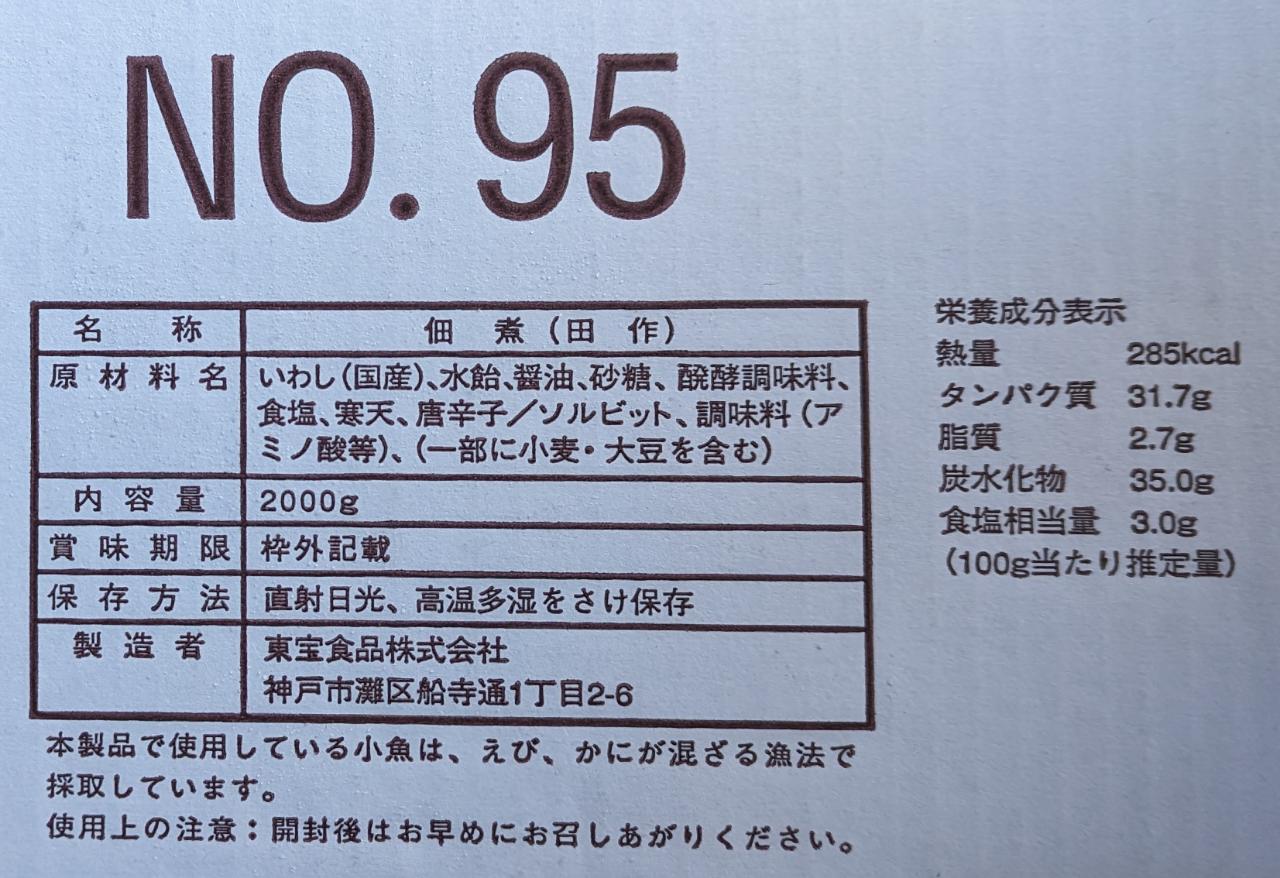 NO. 95
名称 佃煮（田作）
原材料名 いわし（国産）、水飴、醤油、砂糖、醗酵調味料、
食塩、寒天、唐辛子／ソルビット、調味料（ア
ミノ酸等）、（一部に小麦・大豆を含む）
内容量 2000g
賞味期限 枠外記載
保存方法 直射日光、高温多湿をさけ保存
製造者 東宝食品株式会社
神戸市灘区船寺通1丁目2-6
本製品で使用している小魚は、えび、かにが混ざる漁法で
採取しています。
使用上の注意：開封後はお早めにお召しあがりください。
栄養成分表示
熱量 285kcal
タンパク質 31.7g
脂質 2.7g
炭水化物 35.0g
食塩相当量 3.0g
（100g当たり推定量）